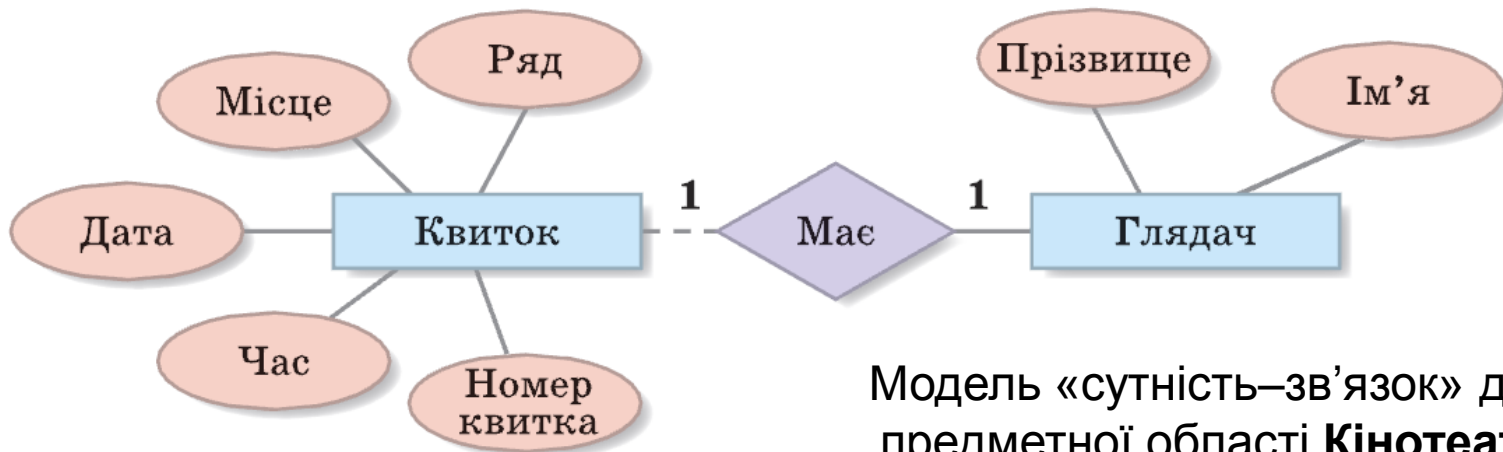 Ряд
Місце
Дата
Час
Номер
квитка
Квиток
1
Має
1
Глядач
Прізвище
Ім’я
Модель «сутність–зв’язок» д
предметної області Кінотеат